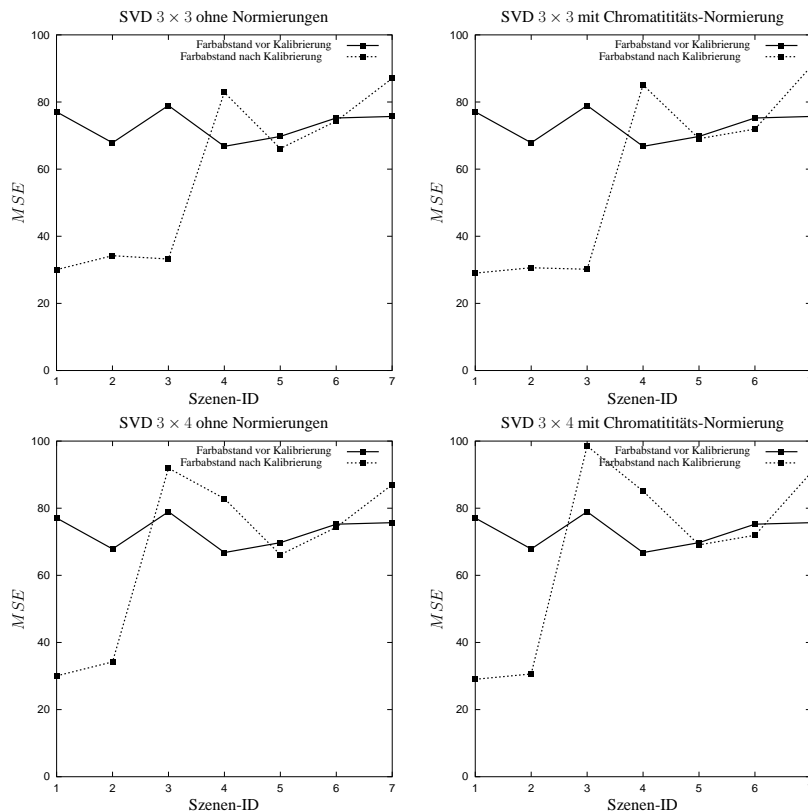 SVD 3 × 3 ohne Normierungen
Farbabstand vor Kalibrierung
Farbabstand nach Kalibrierung
100
80
60
40
20
0
MSE
1 2 3 4 5 6 7
Szenen-ID
SVD 3 × 3 mit Chromatititäts-Normierung
Farbabstand vor Kalibrierung
Farbabstand nach Kalibrierung
100
80
60
40
20
0
MSE
1 2 3 4 5 6
Szenen-ID
SVD 3 × 4 ohne Normierungen
Farbabstand vor Kalibrierung
Farbabstand nach Kalibrierung
100
80
60
40
20
0
MSE
1 2 3 4 5 6 7
Szenen-ID
SVD 3 × 4 mit Chromatititäts-Normierung
Farbabstand vor Kalibrierung
Farbabstand nach Kalibrierung
100
80
60
40
20
0
MSE
1 2 3 4 5 6
Szenen-ID